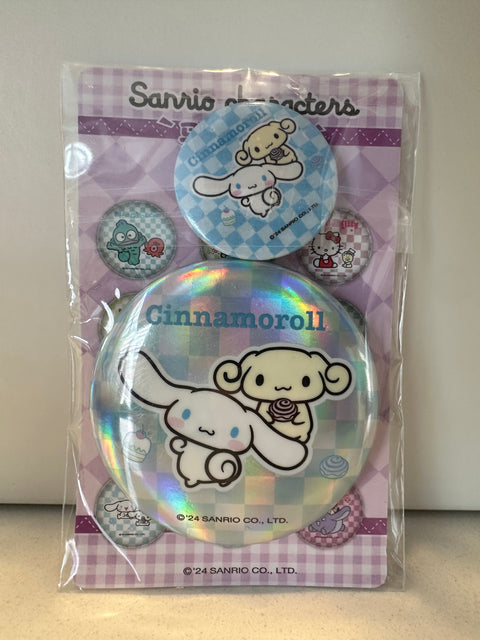 Sanrio characters
Cinnamoroll
©'24 SANRIO CO., LTD.
Cinnamoroll
©'24 SANRIO CO., LTD.
©'24 SANRIO CO., LTD.